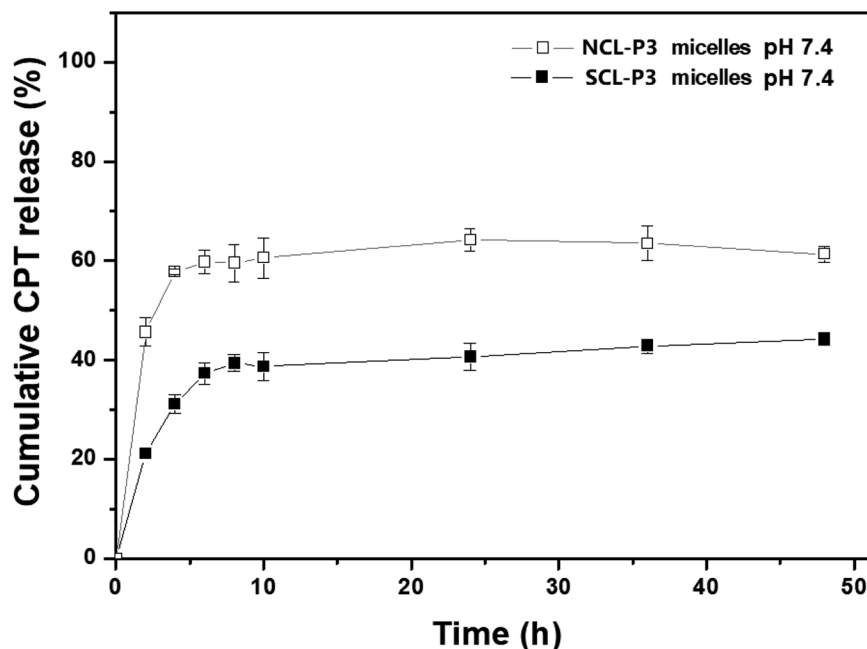 NCL-P3 micelles pH 7.4
SCL-P3 micelles pH 7.4
Cumulative CPT release (%)
100
80
60
40
20
0
0 10 20 30 40 50
Time (h)